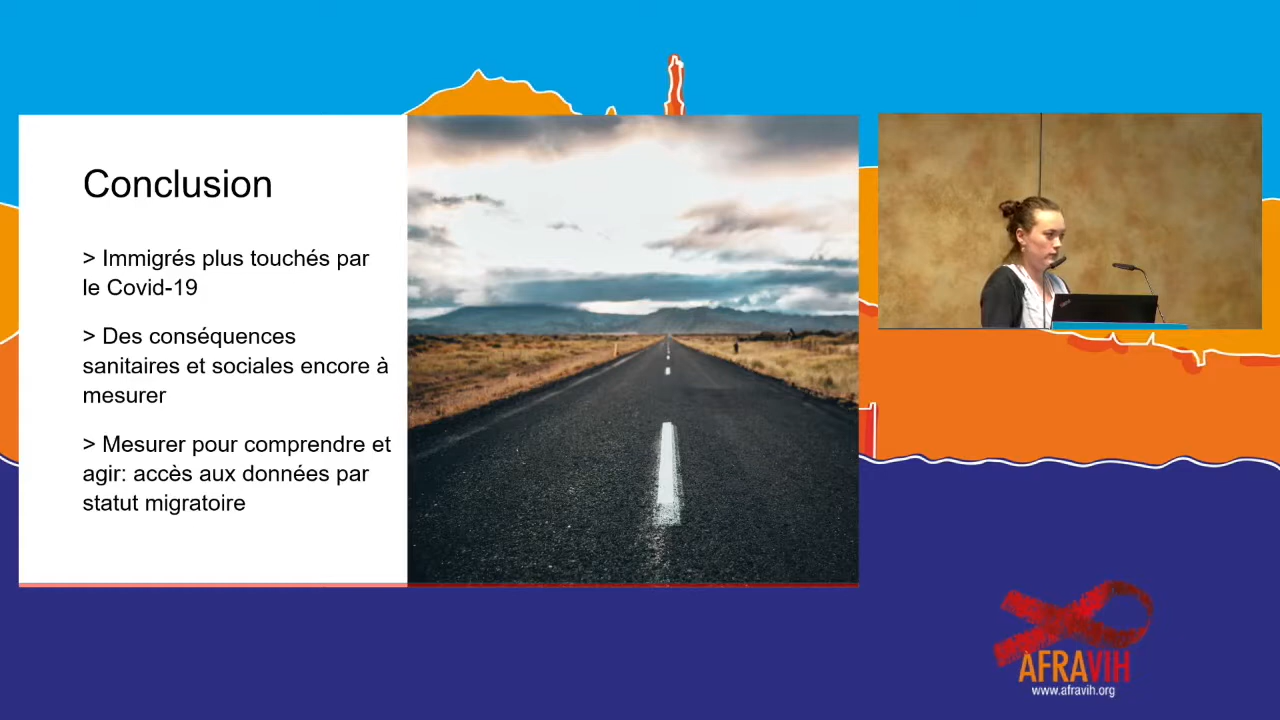 Conclusion
> Immigrés plus touchés par
le Covid-19
> Des conséquences
sanitaires et sociales encore à
mesurer
> Mesurer pour comprendre et
agir: accès aux données par
statut migratoire
AFRAVIH
www.afravih.org